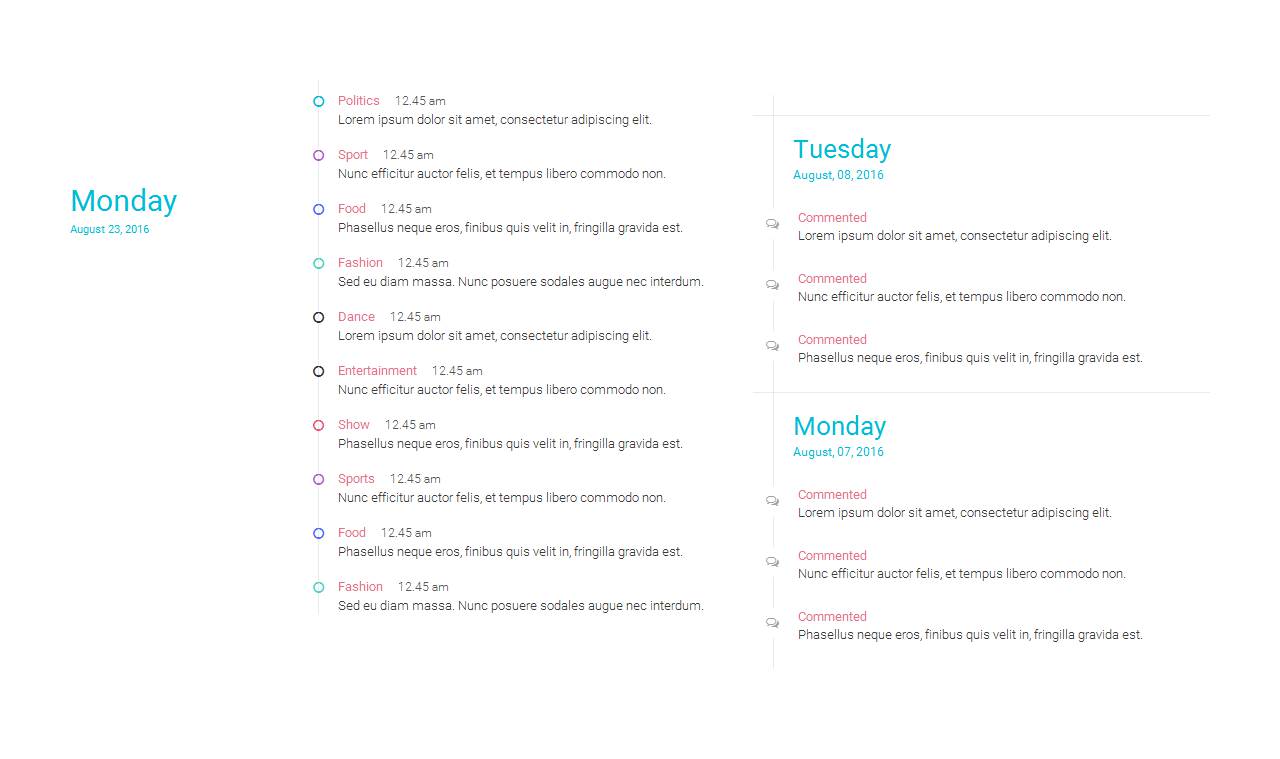 Monday
August 23, 2016
Politics 12.45 am
Lorem ipsum dolor sit amet, consectetur adipiscing elit.
Sport 12.45 am
Nunc efficitur auctor felis, et tempus libero commodo non.
Food 12.45 am
Phasellus neque eros, finibus quis velit in, fringilla gravida est.
Fashion 12.45 am
Sed eu diam massa. Nunc posuere sodales augue nec interdum.
Dance 12.45 am
Lorem ipsum dolor sit amet, consectetur adipiscing elit.
Entertainment 12.45 am
Nunc efficitur auctor felis, et tempus libero commodo non.
Show 12.45 am
Phasellus neque eros, finibus quis velit in, fringilla gravida est.
Sports 12.45 am
Nunc efficitur auctor felis, et tempus libero commodo non.
Food 12.45 am
Phasellus neque eros, finibus quis velit in, fringilla gravida est.
Fashion 12.45 am
Sed eu diam massa. Nunc posuere sodales augue nec interdum.
Tuesday
August, 08, 2016
Commented
Lorem ipsum dolor sit amet, consectetur adipiscing elit.
Commented
Nunc efficitur auctor felis, et tempus libero commodo non.
Commented
Phasellus neque eros, finibus quis velit in, fringilla gravida est.
Monday
August, 07, 2016
Commented
Lorem ipsum dolor sit amet, consectetur adipiscing elit.
Commented
Nunc efficitur auctor felis, et tempus libero commodo non.
Commented
Phasellus neque eros, finibus quis velit in, fringilla gravida est.